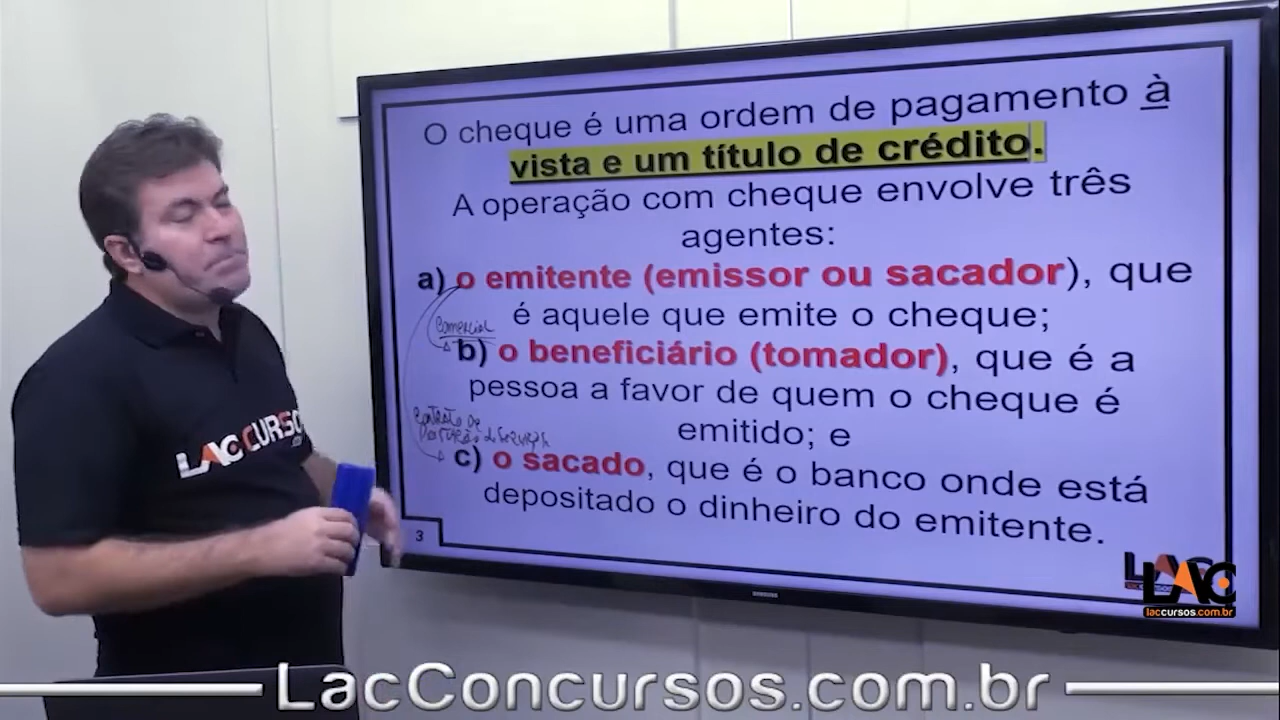 O cheque é uma ordem de pagamento à
vista e um título de crédito.
A operação com cheque envolve três
agentes:
a) o emitente (emissor ou sacador), que
é aquele que emite o cheque;
Comercial
b) o beneficiário (tomador), que é a
pessoa a favor de quem o cheque é
emitido; e
c) o sacado, que é o banco onde está
depositado o dinheiro do emitente.
3
LAC CURSOS
LAC
laccursos.com.br
LacConcursos.com.br